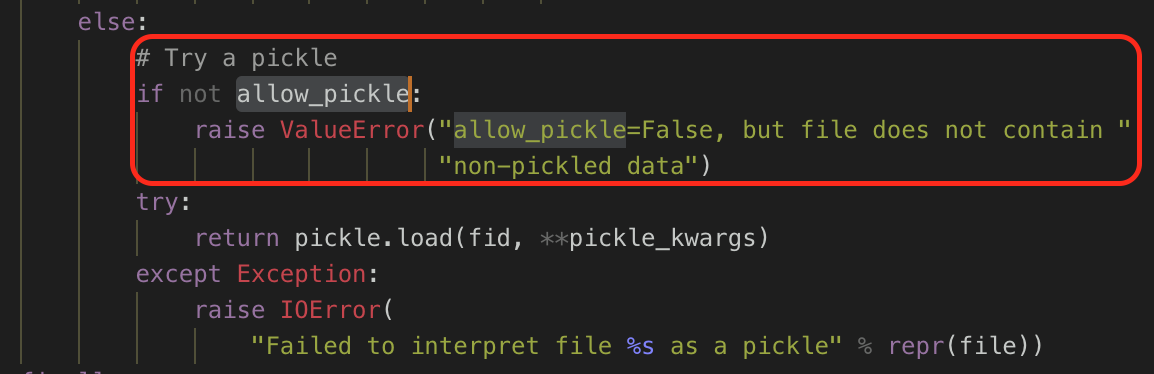 else:
# Try a pickle
if not allow_pickle:
raise ValueError("allow_pickle=False, but file does not contain "
"non-pickled data")
try:
return pickle.load(fid, **pickle_kwargs)
except Exception:
raise IOError(
"Failed to interpret file %s as a pickle" % repr(file))